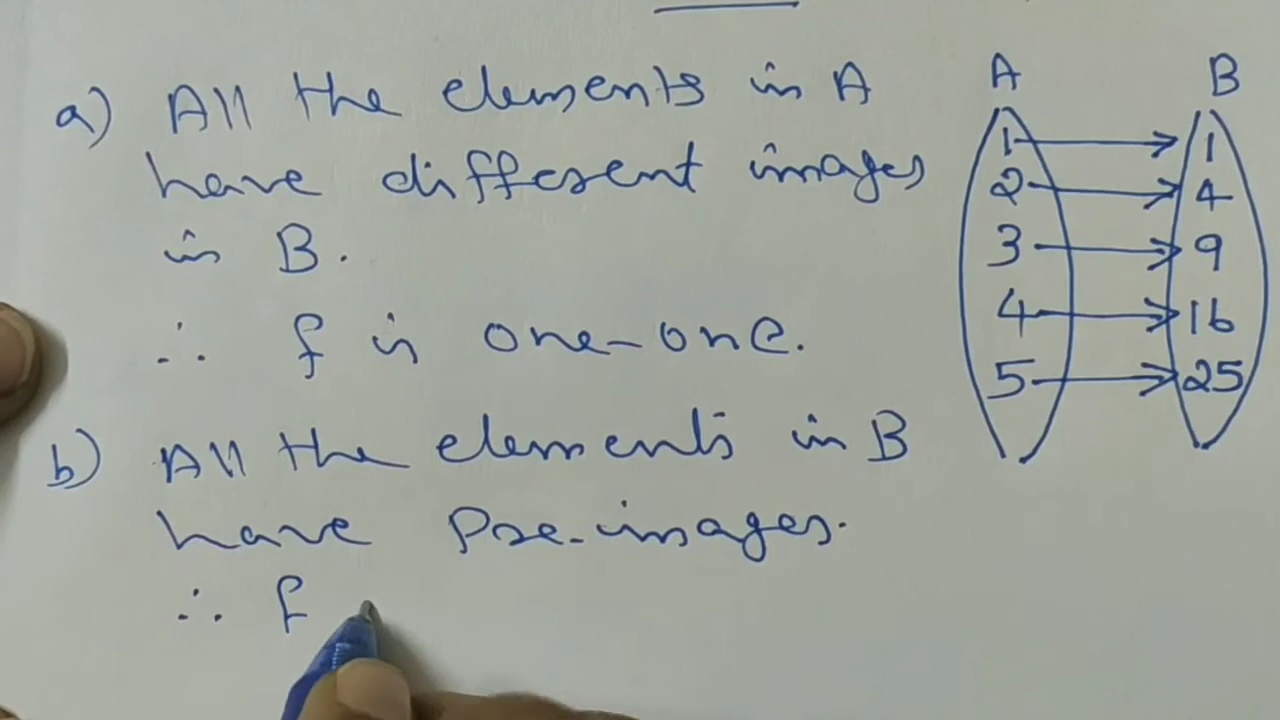 a) All the elements in A
have different images
in B.
∴ f is one-one.
b) All the elements in B
have Pre-images.
∴ f
A B
1 → 1
2 → 4
3 → 9
4 → 16
5 → 25